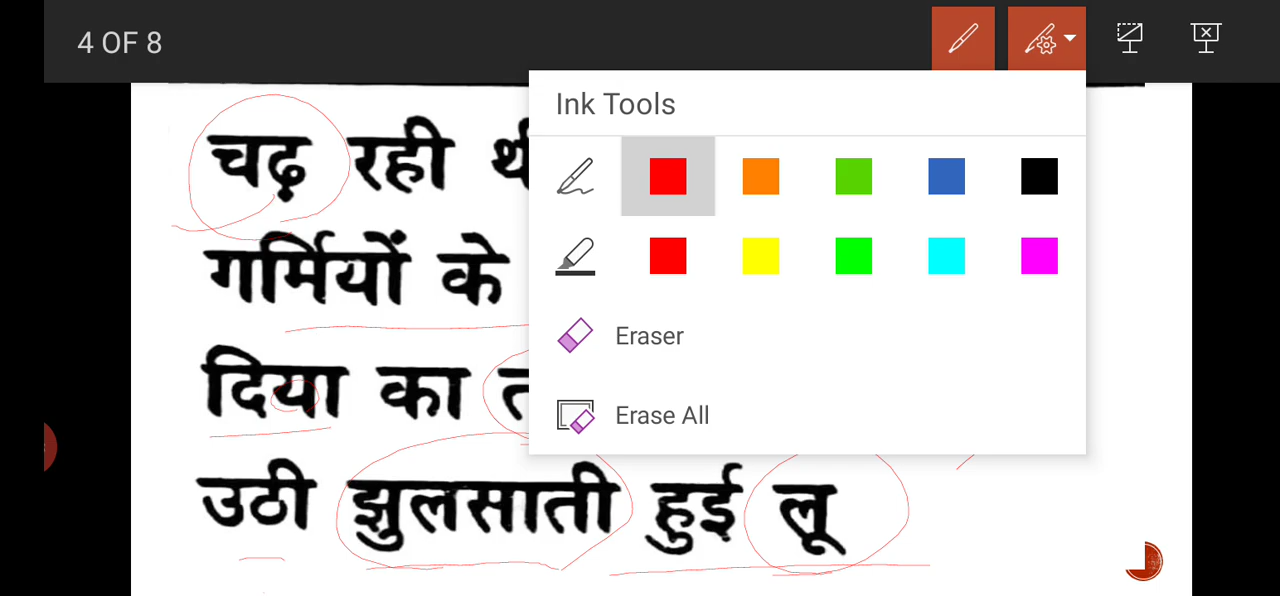 4 OF 8
Ink Tools
Eraser
Erase All
चढ़ रही
गर्मियों के
दिया का
उठी झुलसाती हुई लू